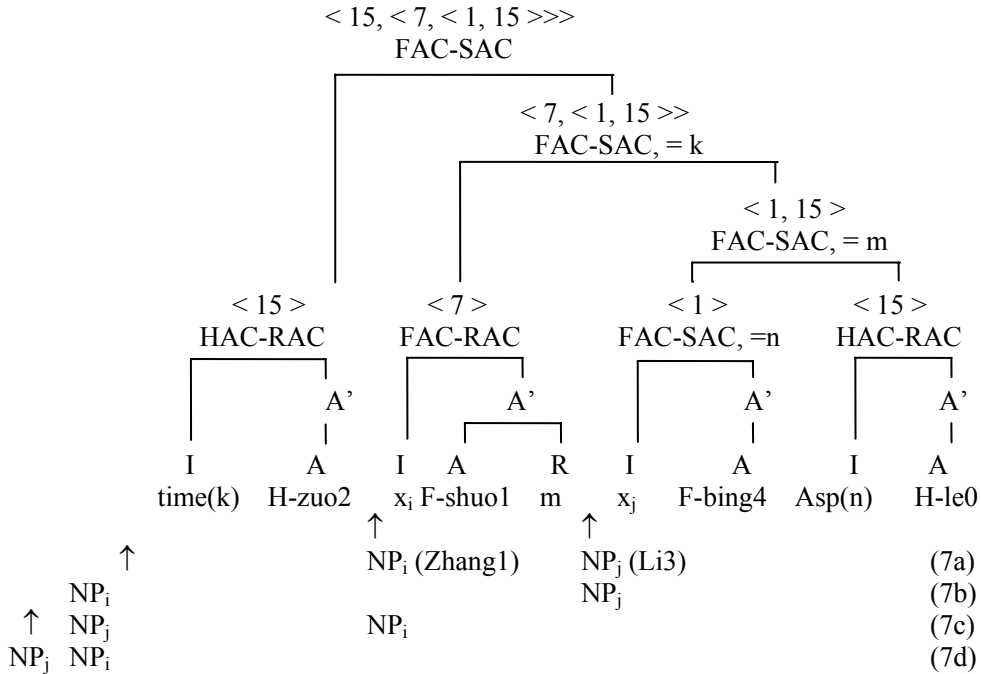 < 15, < 7, < 1, 15 >>>
FAC-SAC
< 7, < 1, 15 >>
FAC-SAC, = k
< 1, 15 >
FAC-SAC, = m
< 15 > < 7 > < 1 > < 15 >
HAC-RAC FAC-RAC FAC-SAC, =n HAC-RAC
A’ A’ A’ A’
I A I A R I A I A
time(k) H-zuo2 xi F-shuo1 m xj F-bing4 Asp(n) H-le0
↑ ↑
↑ NPi (Zhang1) NPj (Li3) (7a)
NPi NPj (7b)
↑ NPj NPi (7c)
NPj NPi (7d)